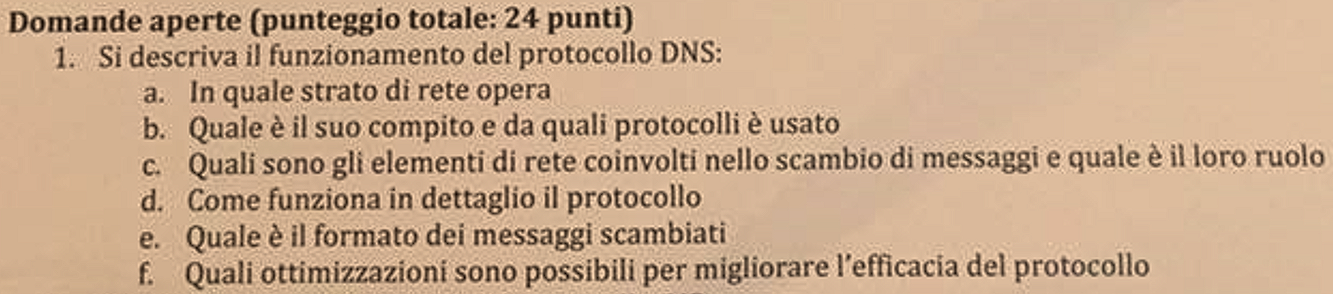 Domande aperte (punteggio totale: 24 punti)
1. Si descriva il funzionamento del protocollo DNS:
a. In quale strato di rete opera
b. Quale è il suo compito e da quali protocolli è usato
c. Quali sono gli elementi di rete coinvolti nello scambio di messaggi e quale è il loro ruolo
d. Come funziona in dettaglio il protocollo
e. Quale è il formato dei messaggi scambiati
f. Quali ottimizzazioni sono possibili per migliorare l'efficacia del protocollo